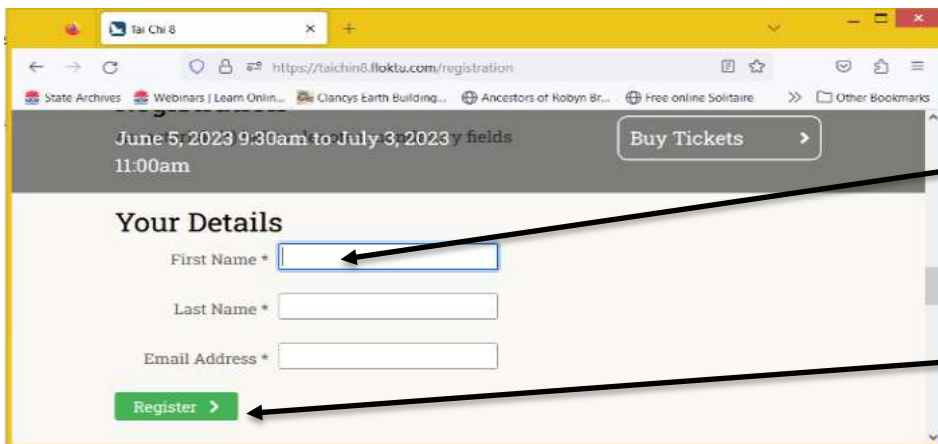 Tai Chi 8
https://taichin8.floktu.com/registration
State Archives Webinars | Learn Onlin... Clancys Earth Building... Ancestors of Robyn Br... Free online Solitaire Other Bookmarks
June 5, 2023 9:30am to July 3, 2023 y fields
11:00am
Buy Tickets
Your Details
First Name *
Last Name *
Email Address *
Register